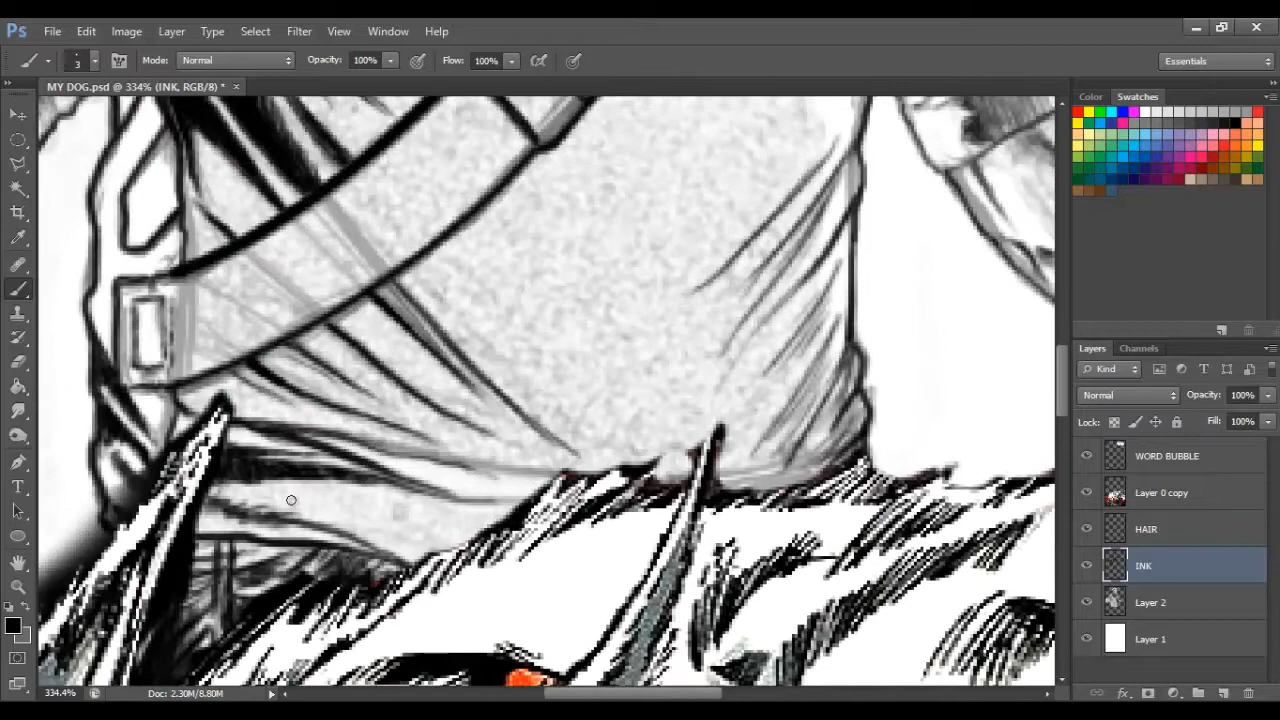 Ps File Edit Image Layer Type Select Filter View Window Help
3 Mode: Normal Opacity: 100% Flow: 100% Essentials
MY DOG.psd @ 334% (INK, RGB/8) * ×
Color Swatches
Layers Channels
Kind
Normal Opacity: 100%
Lock: Fill: 100%
WORD BUBBLE
Layer 0 copy
HAIR
INK
Layer 2
Layer 1
334.4% Doc: 2.30M/8.80M